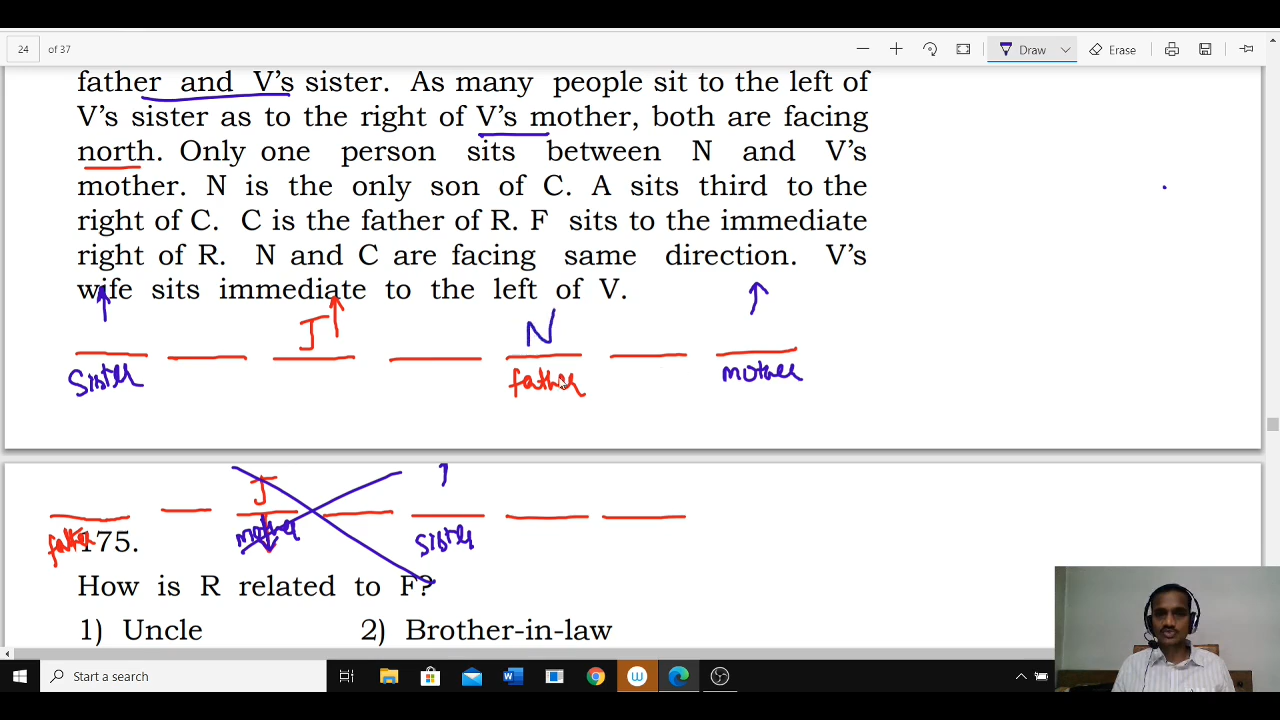 24 of 37
Draw
Erase
father and V's sister. As many people sit to the left of
V's sister as to the right of V's mother, both are facing
north. Only one person sits between N and V's
mother. N is the only son of C. A sits third to the
right of C. C is the father of R. F sits to the immediate
right of R. N and C are facing same direction. V's
wife sits immediate to the left of V.
J N
Sister father mother
J
father 175. mother sister
How is R related to F?
1) Uncle 2) Brother-in-law
Start a search